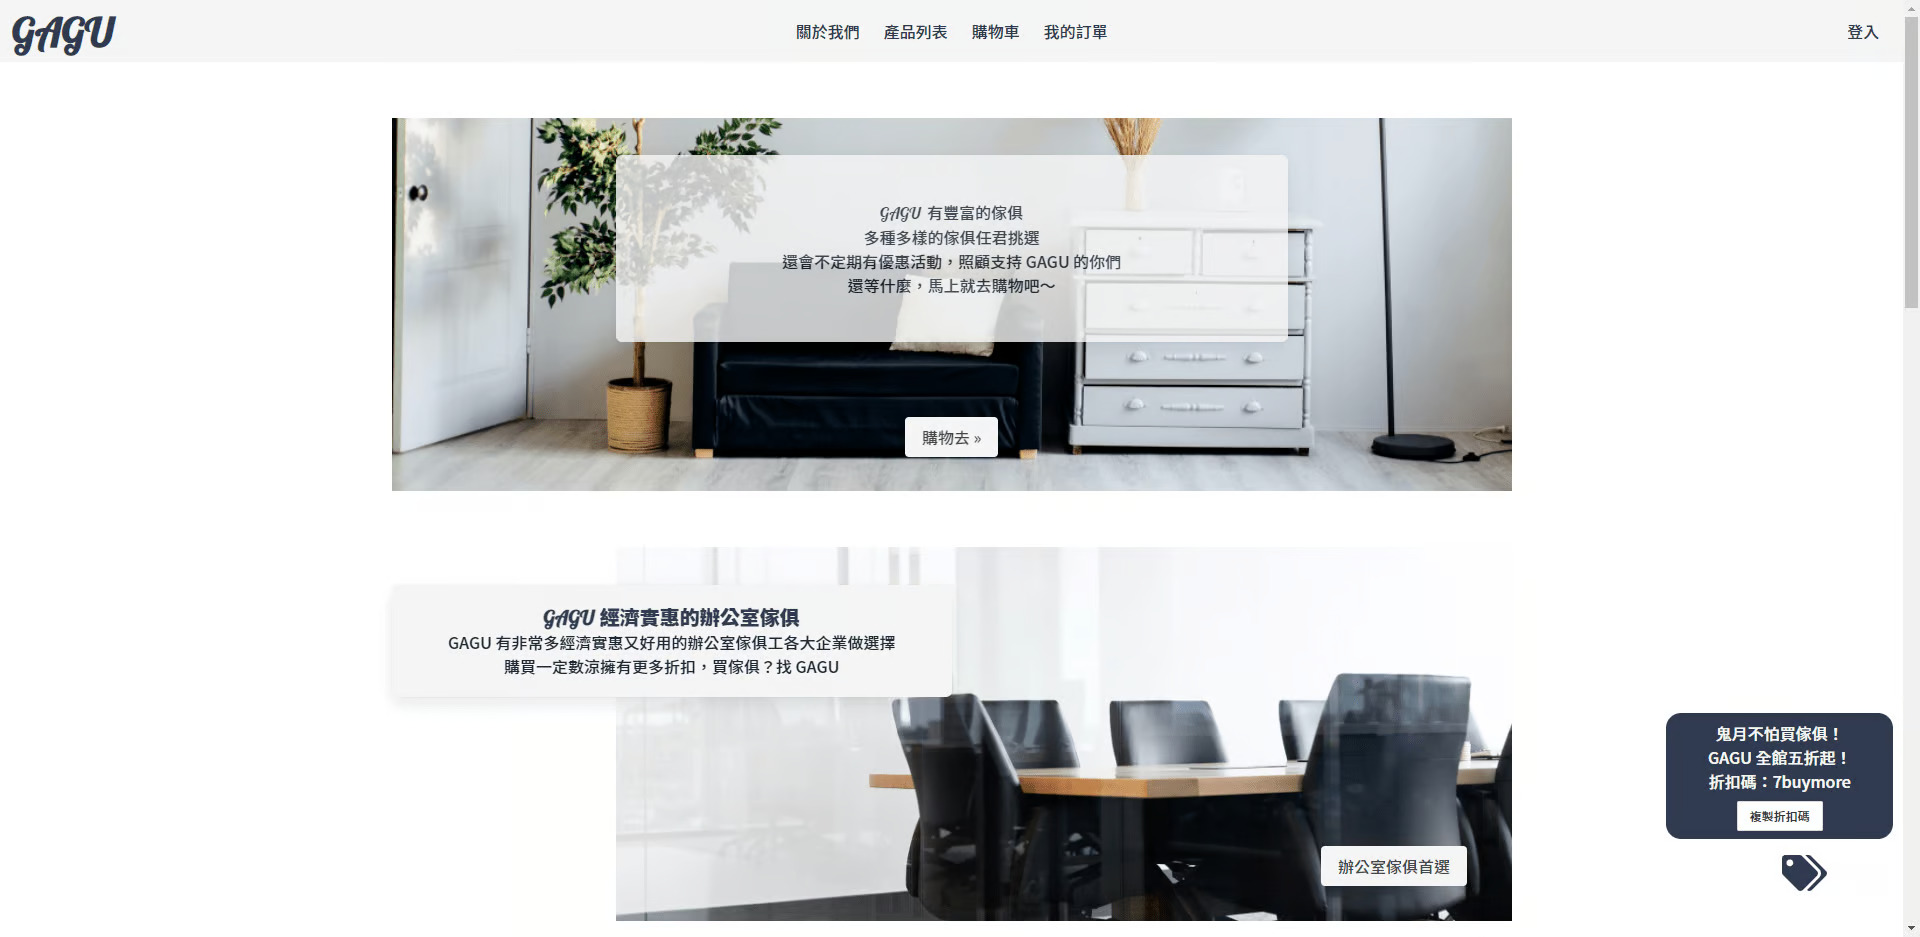 GAGU
關於我們 產品列表 購物車 我的訂單
登入
GAGU 有豐富的傢俱
多種多樣的傢俱任君挑選
還會不定期有優惠活動，照顧支持 GAGU 的你們
還等什麼，馬上就去購物吧～
購物去 »
GAGU 經濟實惠的辦公室傢俱
GAGU 有非常多經濟實惠又好用的辦公室傢俱工各大企業做選擇
購買一定數涼擁有更多折扣，買傢俱？找 GAGU
辦公室傢俱首選
鬼月不怕買傢俱！
GAGU 全館五折起！
折扣碼：7buymore
複製折扣碼